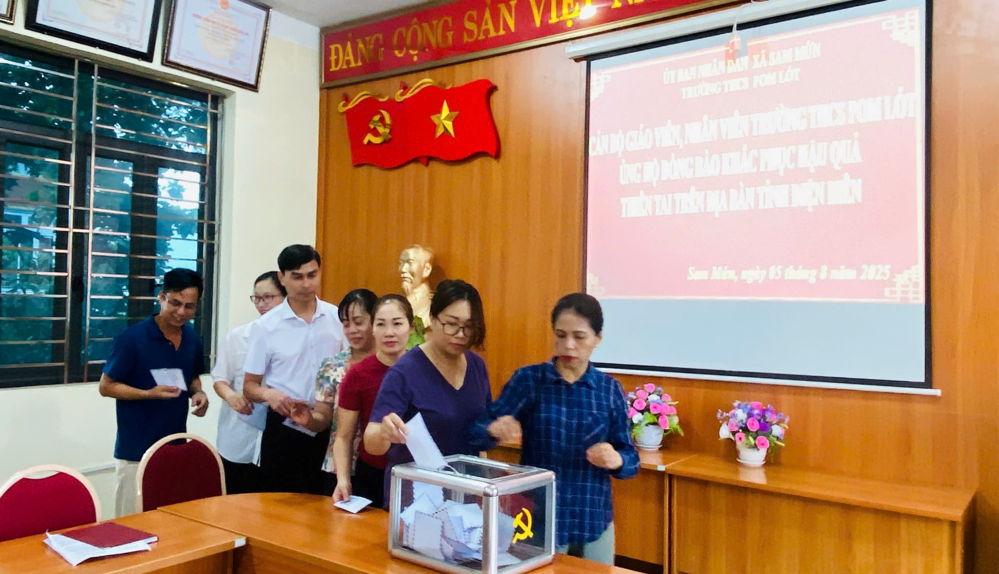 ĐẢNG CỘNG SẢN VIỆT NA
ỦY BAN NHÂN DÂN XÃ SAM MỨN
TRƯỜNG THCS POM LÓT
CÁN BỘ GIÁO VIÊN, NHÂN VIÊN TRƯỜNG THCS POM LÓT
ỦNG HỘ ĐỒNG BÀO KHẮC PHỤC HẬU QUẢ
THIÊN TAI TRÊN ĐỊA BÀN TỈNH ĐIỆN BIÊN
Sam Mứn, ngày 05 tháng 8 năm 2025